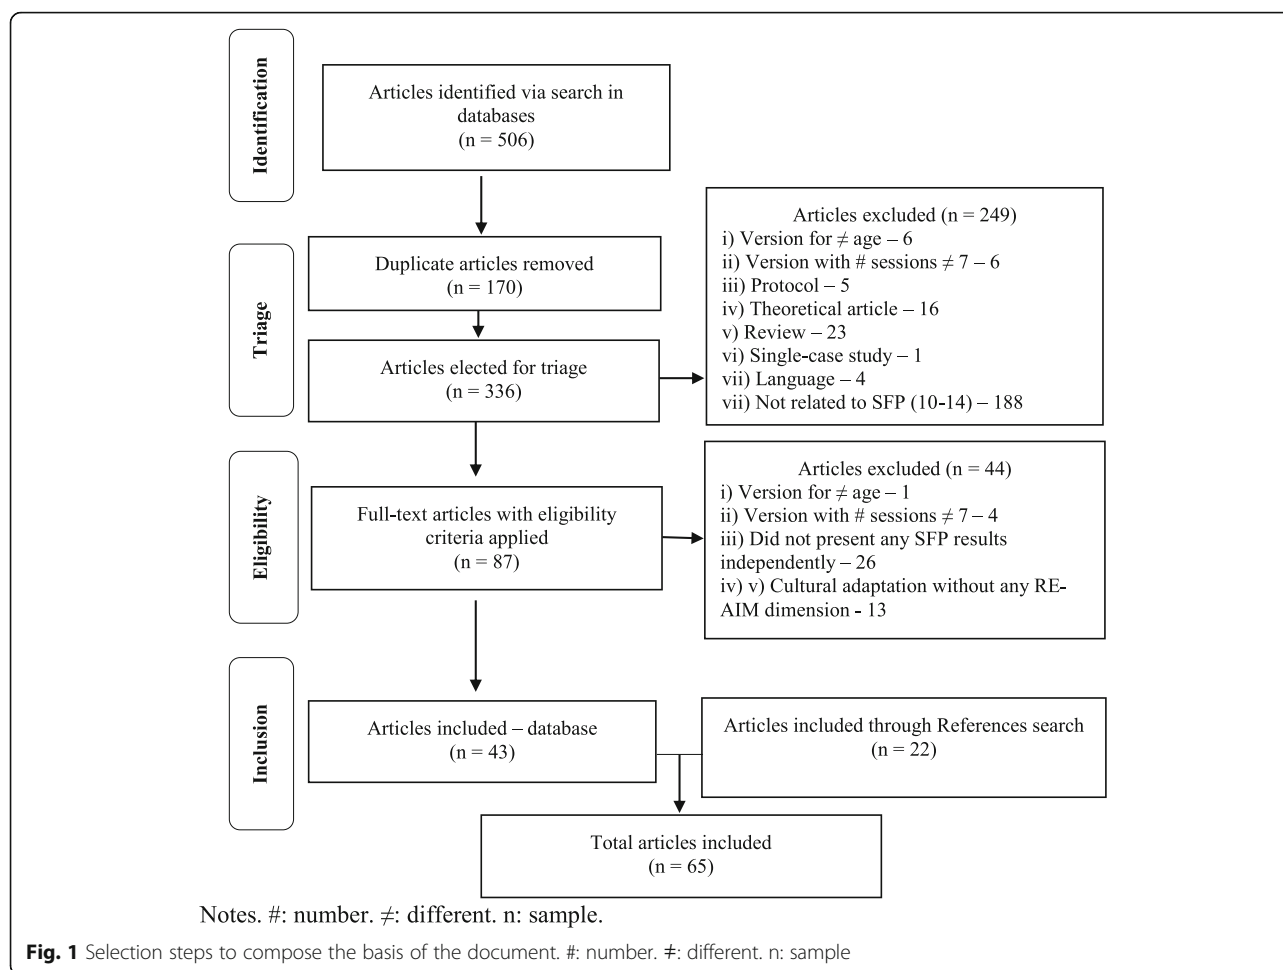 Identification
Articles identified via search in
databases
(n = 506)
Triage
Duplicate articles removed
(n = 170)
Articles elected for triage
(n = 336)
Articles excluded (n = 249)
i) Version for ≠ age – 6
ii) Version with # sessions ≠ 7 – 6
iii) Protocol – 5
iv) Theoretical article – 16
v) Review – 23
vi) Single-case study – 1
vii) Language – 4
vii) Not related to SFP (10-14) – 188
Eligibility
Full-text articles with eligibility
criteria applied
(n = 87)
Articles excluded (n = 44)
i) Version for ≠ age – 1
ii) Version with # sessions ≠ 7 – 4
iii) Did not present any SFP results
independently – 26
iv) v) Cultural adaptation without any RE-
AIM dimension - 13
Inclusion
Articles included – database
(n = 43)
Articles included through References search
(n = 22)
Total articles included
(n = 65)
Notes. #: number. ≠: different. n: sample.
Fig. 1 Selection steps to compose the basis of the document. #: number. ≠: different. n: sample